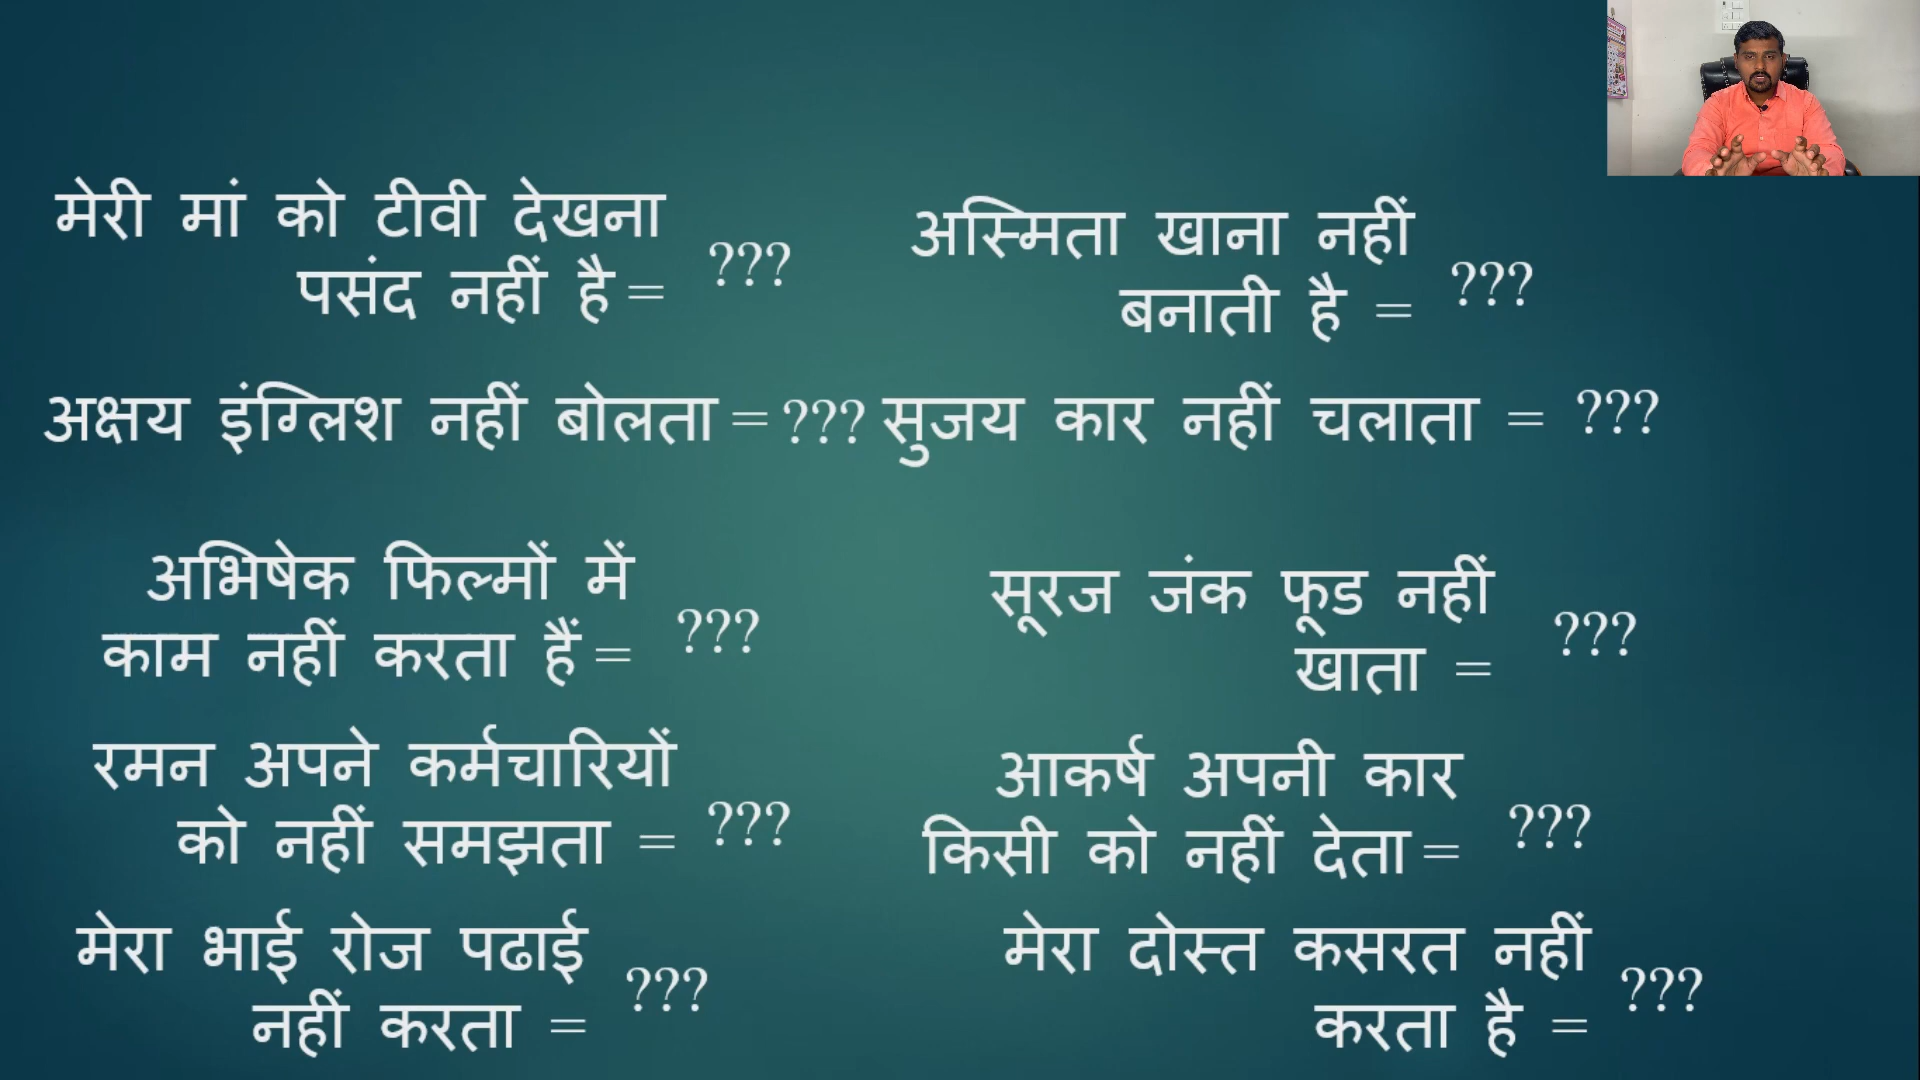 मेरी मां को टीवी देखना
पसंद नहीं है = ???
अस्मिता खाना नहीं
बनाती है = ???
अक्षय इंग्लिश नहीं बोलता = ???
सुजय कार नहीं चलाता = ???
अभिषेक फिल्मों में
काम नहीं करता हैं = ???
सूरज जंक फूड नहीं
खाता = ???
रमन अपने कर्मचारियों
को नहीं समझता = ???
आकर्ष अपनी कार
किसी को नहीं देता = ???
मेरा भाई रोज पढाई
नहीं करता = ???
मेरा दोस्त कसरत नहीं
करता है = ???